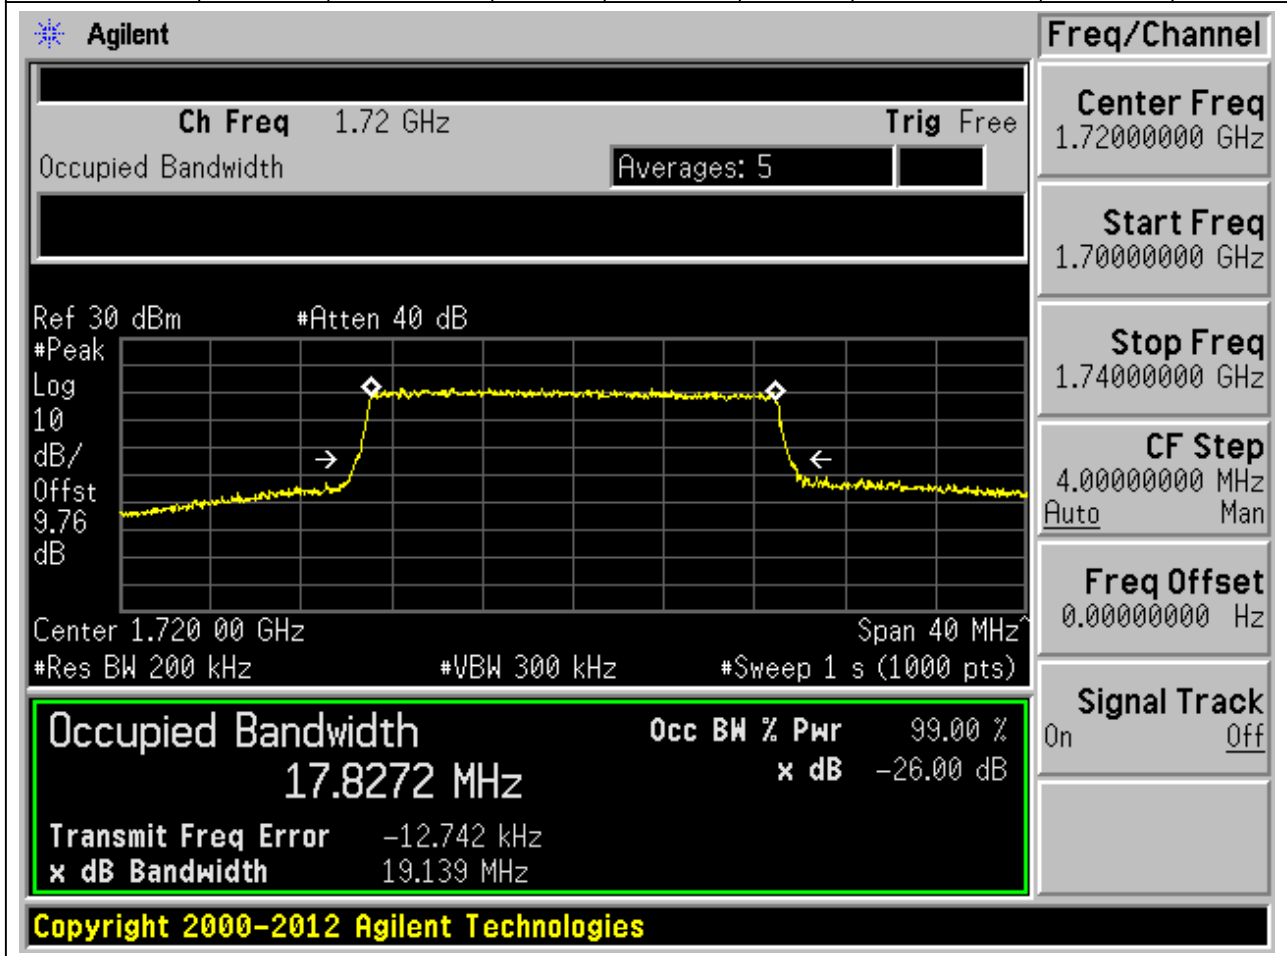 Agilent
Freq/Channel
Ch Freq 1.72 GHz Trig Free
Occupied Bandwidth Averages: 5
Center Freq
1.72000000 GHz
Start Freq
1.70000000 GHz
Stop Freq
1.74000000 GHz
CF Step
4.00000000 MHz
Auto Man
Freq Offset
0.00000000 Hz
Signal Track
On Off
Ref 30 dBm #Atten 40 dB
#Peak
Log
10
dB/
Offst
9.76
dB
Center 1.720 00 GHz Span 40 MHz^
#Res BW 200 kHz #VBW 300 kHz #Sweep 1 s (1000 pts)
Occupied Bandwidth Occ BW % Pwr 99.00 %
17.8272 MHz x dB -26.00 dB
Transmit Freq Error -12.742 kHz
x dB Bandwidth 19.139 MHz
Copyright 2000-2012 Agilent Technologies